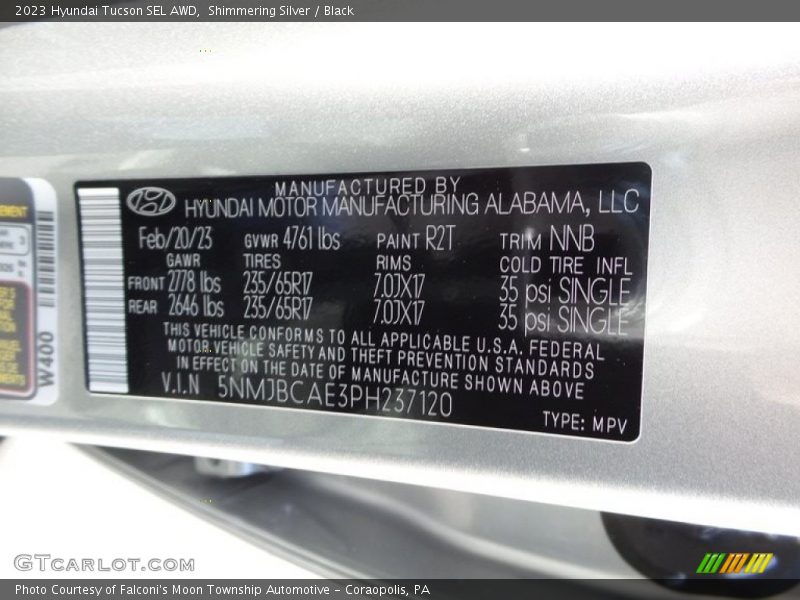 2023 Hyundai Tucson SEL AWD,  Shimmering Silver / Black
MANUFACTURED BY
HYUNDAI MOTOR MANUFACTURING ALABAMA, LLC
Feb/20/23 GVWR 4761 lbs PAINT R2T TRIM NNB
GAWR TIRES RIMS COLD TIRE INFL
FRONT 2778 lbs 235/65R17 7.0JX17 35 psi SINGLE
REAR 2646 lbs 235/65R17 7.0JX17 35 psi SINGLE
THIS VEHICLE CONFORMS TO ALL APPLICABLE U.S.A. FEDERAL
MOTOR VEHICLE SAFETY AND THEFT PREVENTION STANDARDS
IN EFFECT ON THE DATE OF MANUFACTURE SHOWN ABOVE
V.I.N 5NMJBCAE3PH237120
TYPE: MPV
W400
GTCARLOT.COM
Photo Courtesy of Falconi's Moon Township Automotive - Coraopolis, PA